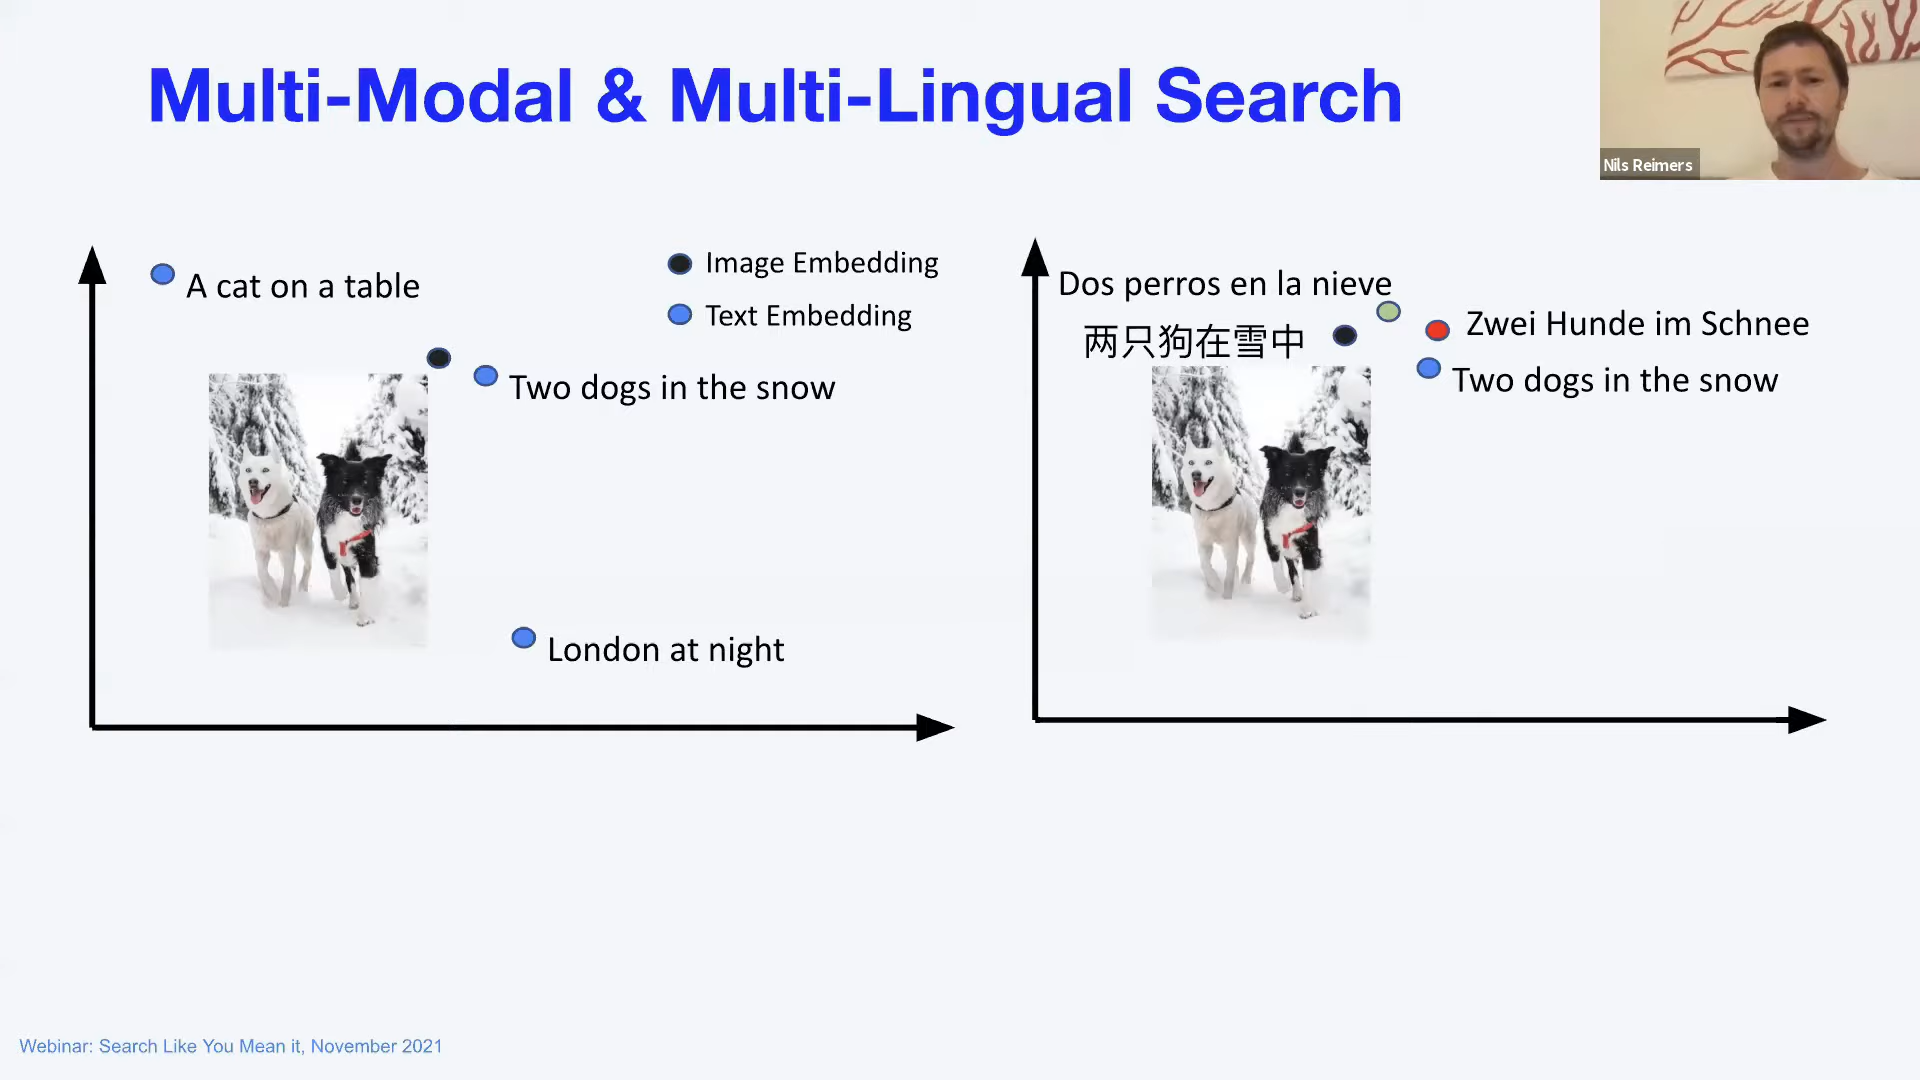 Multi-Modal & Multi-Lingual Search
Nils Reimers
A cat on a table
Image Embedding
Text Embedding
Two dogs in the snow
London at night
Dos perros en la nieve
两只狗在雪中
Zwei Hunde im Schnee
Two dogs in the snow
Webinar: Search Like You Mean it, November 2021